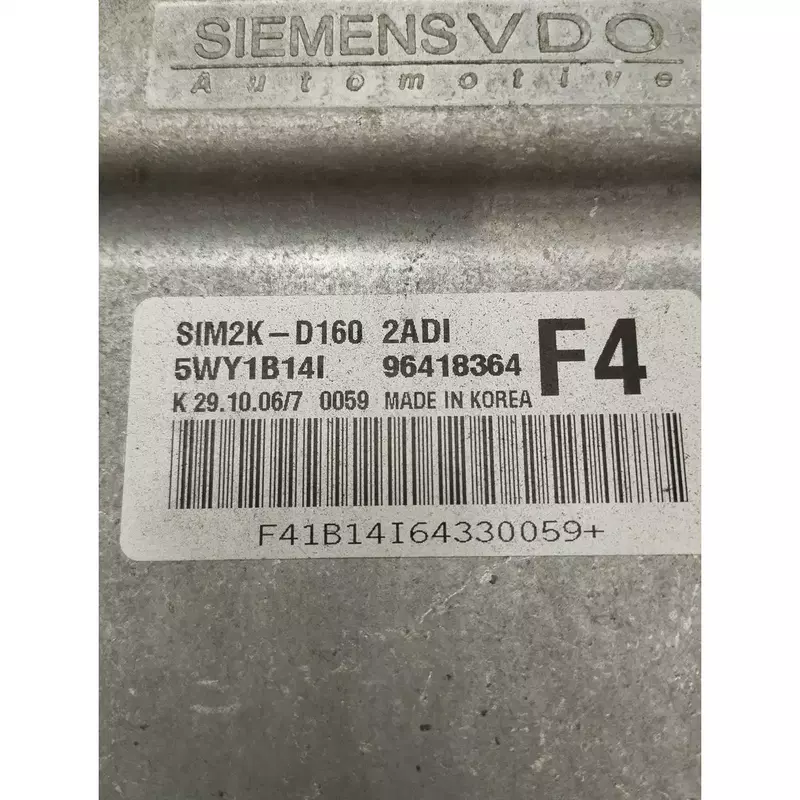 SIEMENS VDO
Automotive
SIM2K-D160 2ADI
5WY1B14I 96418364 F4
K 29.10.06/7 0059 MADE IN KOREA
F41B14I64330059+